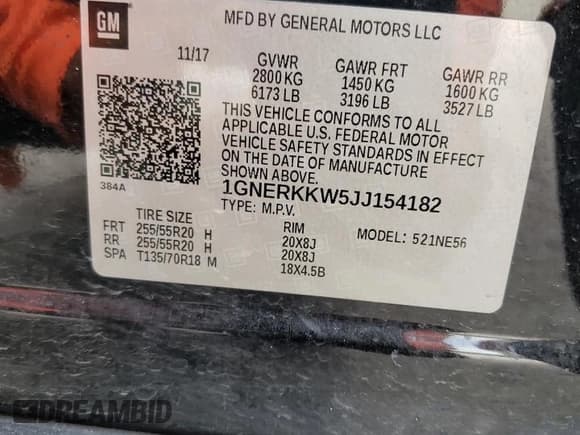 GM
MFD BY GENERAL MOTORS LLC
11/17
GVWR GAWR FRT GAWR RR
2800 KG 1450 KG 1600 KG
6173 LB 3196 LB 3527 LB
THIS VEHICLE CONFORMS TO ALL
APPLICABLE U.S. FEDERAL MOTOR
VEHICLE SAFETY STANDARDS IN EFFECT
ON THE DATE OF MANUFACTURE
SHOWN ABOVE.
384A
1GNERKKW5JJ154182
TYPE: M.P.V. MODEL: 521NE56
TIRE SIZE RIM
FRT 255/55R20 H 20X8J
RR 255/55R20 H 20X8J
SPA T135/70R18 M 18X4.5B
DREAMBID